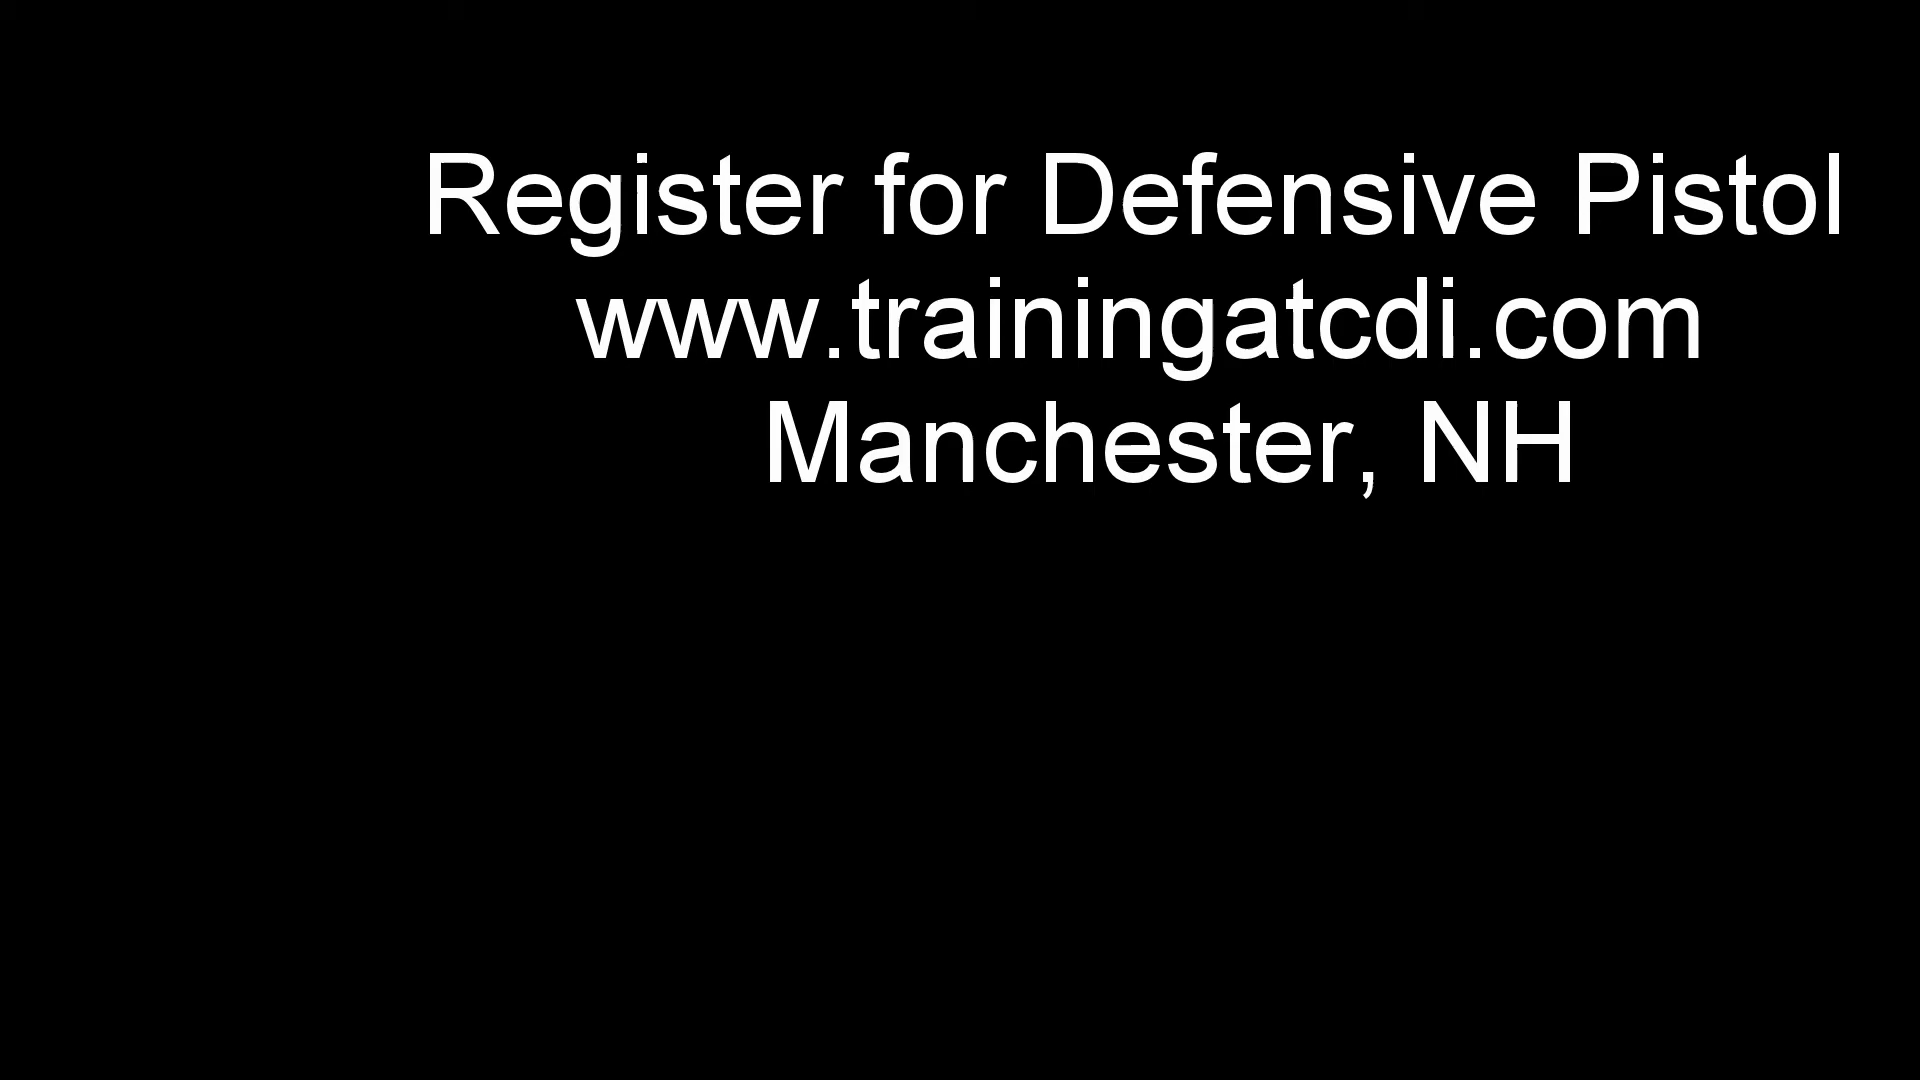 Register for Defensive Pistol
www.trainingatcdi.com
Manchester, NH